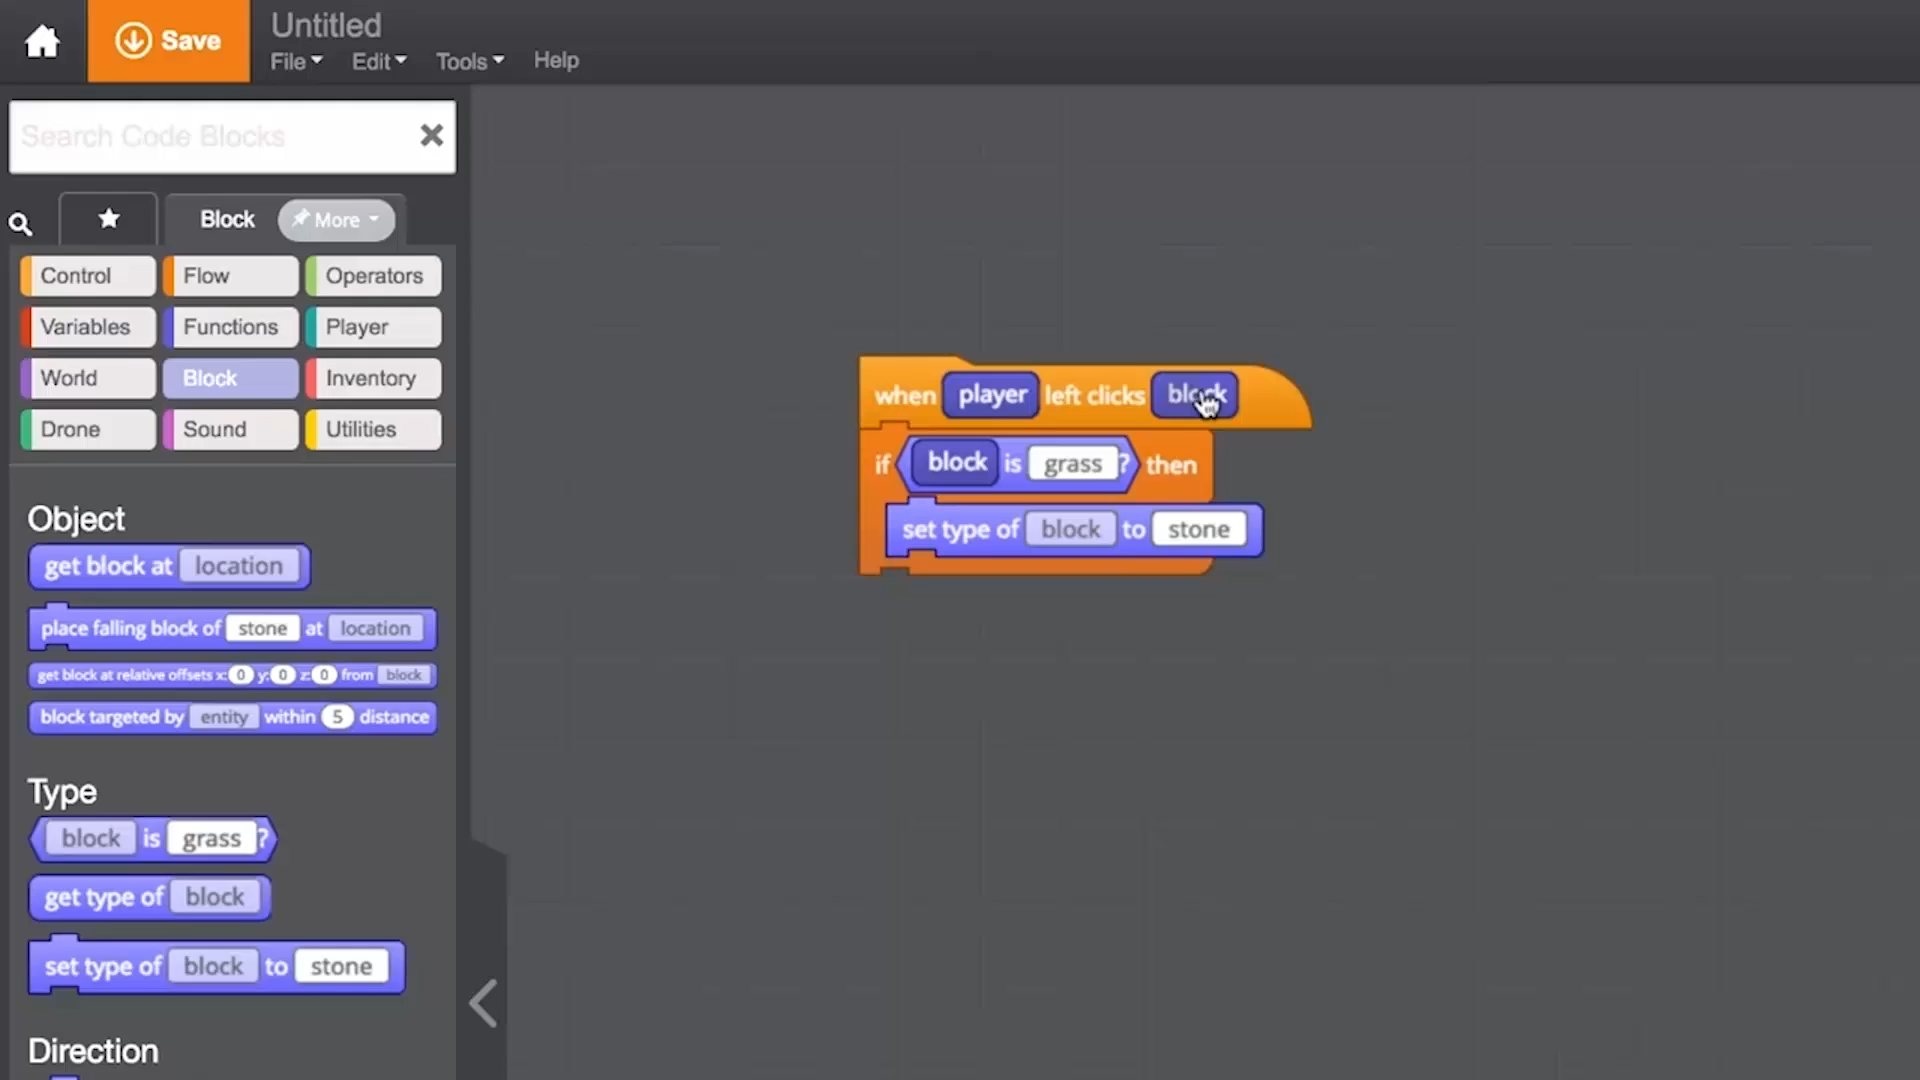 Save
Untitled
File
Edit
Tools
Help
Search Code Blocks
Block
More
Control
Flow
Operators
Variables
Functions
Player
World
Block
Inventory
Drone
Sound
Utilities
Object
get block at location
place falling block of stone at location
get block at relative offsets x: 0 y: 0 z: 0 from block
block targeted by entity within 5 distance
Type
block is grass ?
get type of block
set type of block to stone
Direction
when player left clicks block
if block is grass ? then
set type of block to stone